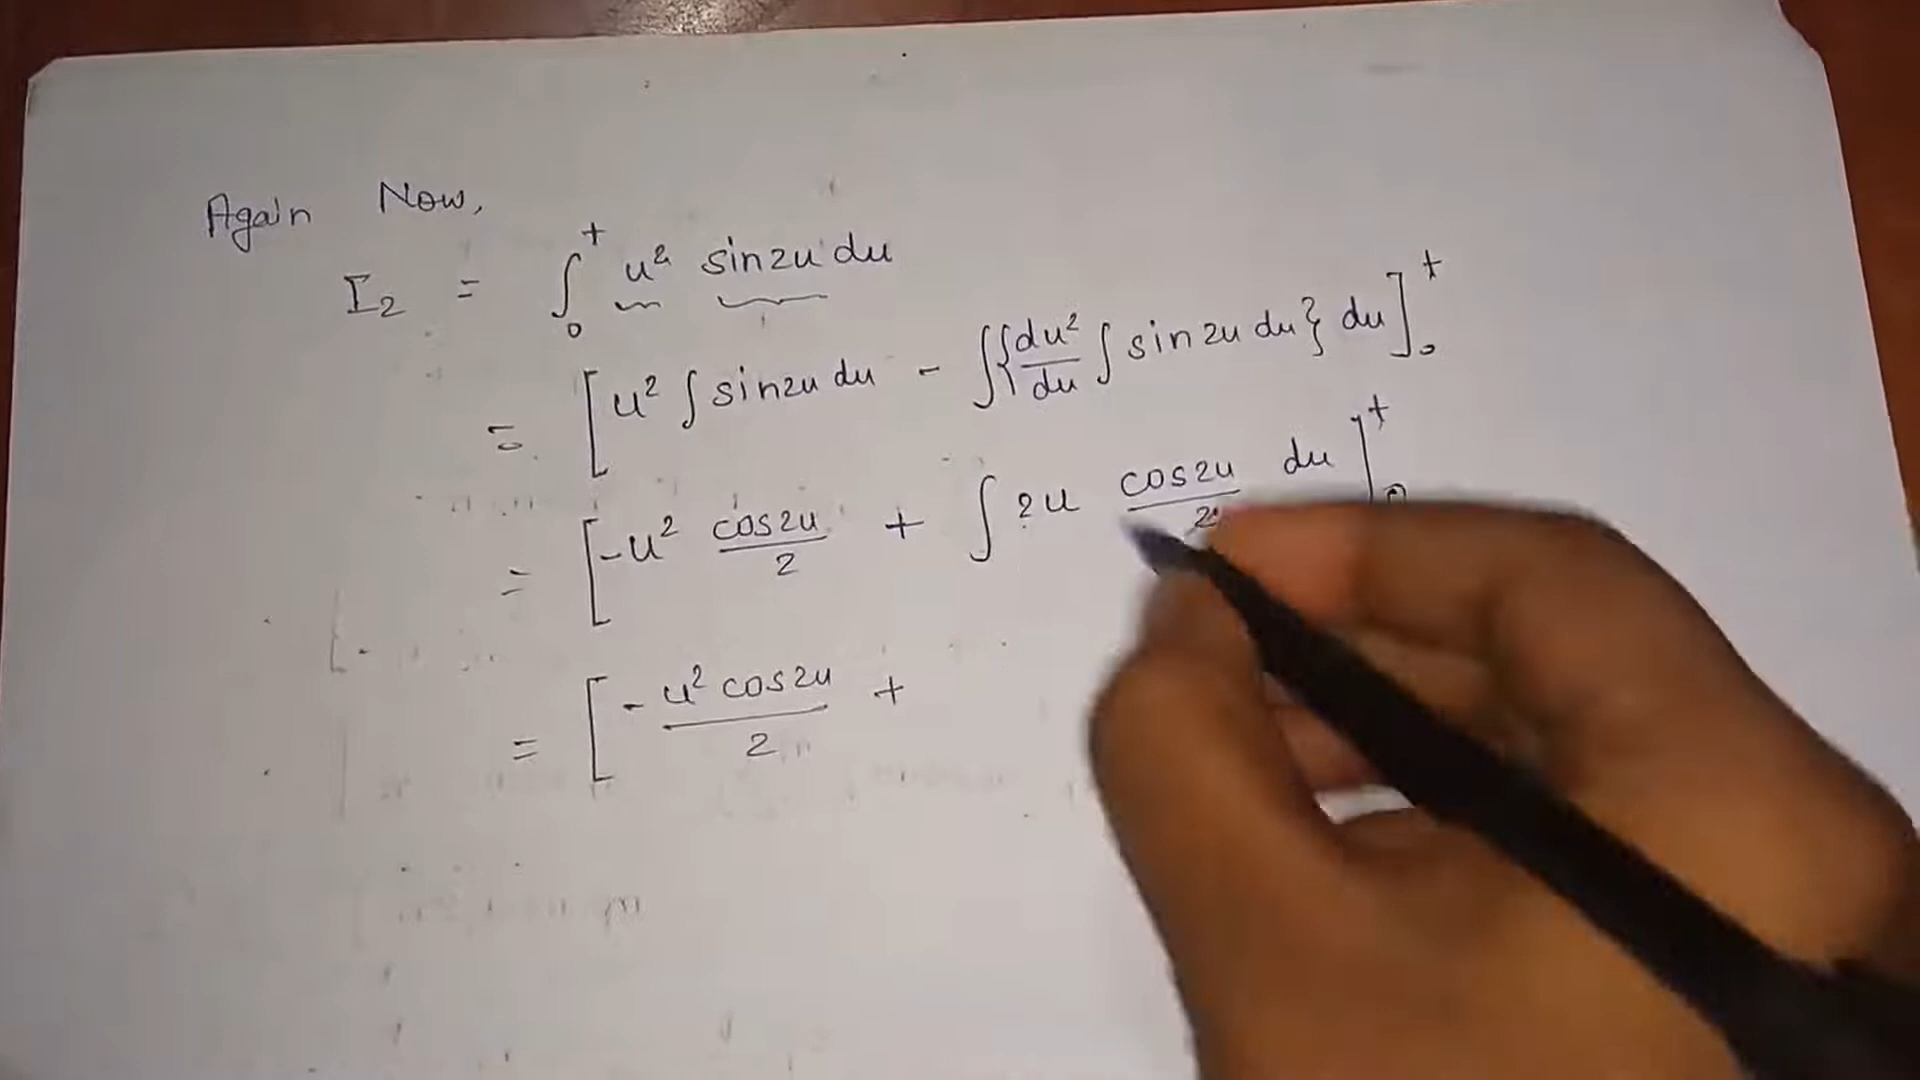 Again Now,
I₂ = ∫₀ᵗ u² sin2u du
= [u² ∫ sin2u du - ∫{du²/du ∫ sin2u du} du]₀ᵗ
= [-u² cos2u/2 + ∫ 2u cos2u/2 du]₀ᵗ
= [- u² cos2u/2 +